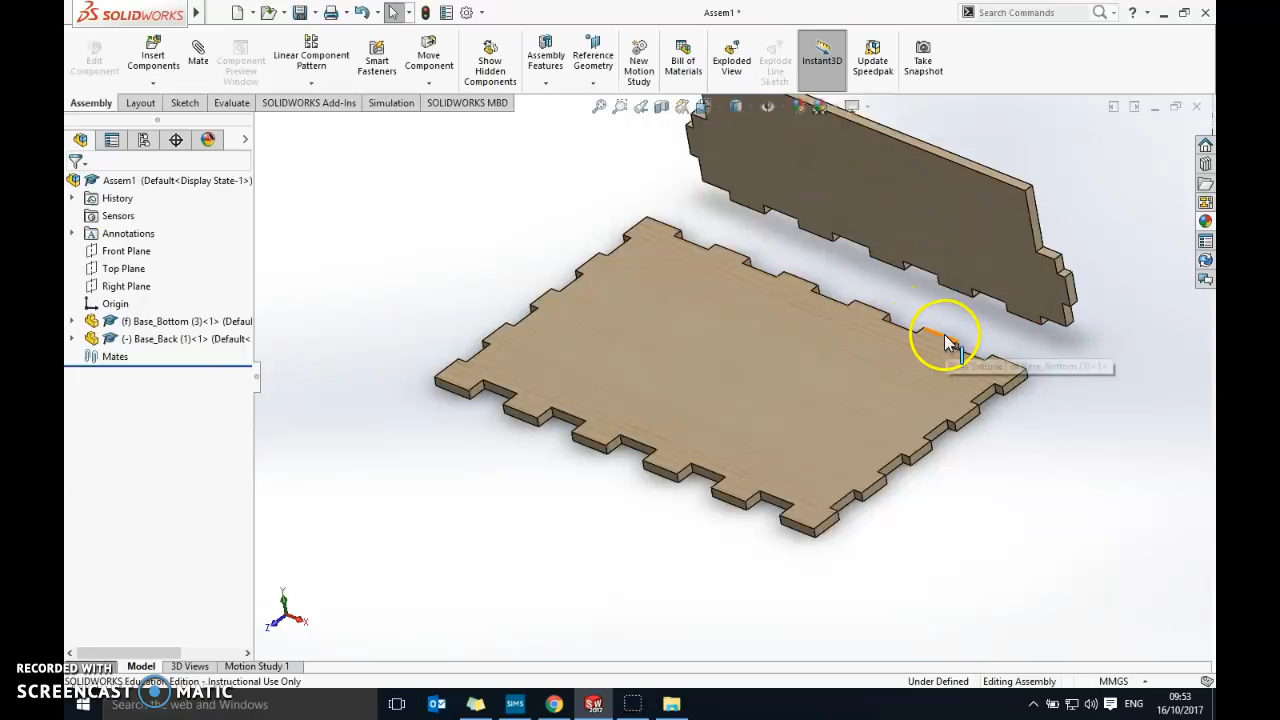 SOLIDWORKS
Assem1 *
Search Commands
?
Edit Component
Insert Components
Mate
Component Preview Window
Linear Component Pattern
Smart Fasteners
Move Component
Show Hidden Components
Assembly Features
Reference Geometry
New Motion Study
Bill of Materials
Exploded View
Explode Line Sketch
Instant3D
Update Speedpak
Take Snapshot
Assembly
Layout
Sketch
Evaluate
SOLIDWORKS Add-Ins
Simulation
SOLIDWORKS MBD
Assem1 (Default<Display State-1>)
History
Sensors
Annotations
Front Plane
Top Plane
Right Plane
Origin
(f) Base_Bottom (3)<1> (Defaul
(-) Base_Back (1)<1> (Default<
Mates
of Base_Bottom
Y
Z
X
Model
3D Views
Motion Study 1
RECORDED WITH
SCREENCAST MATIC
SOLIDWORKS Education Edition - Instructional Use Only
Under Defined
Editing Assembly
MMGS
Search the web and Windows
SIMS
SW
2017
ENG
09:53
16/10/2017